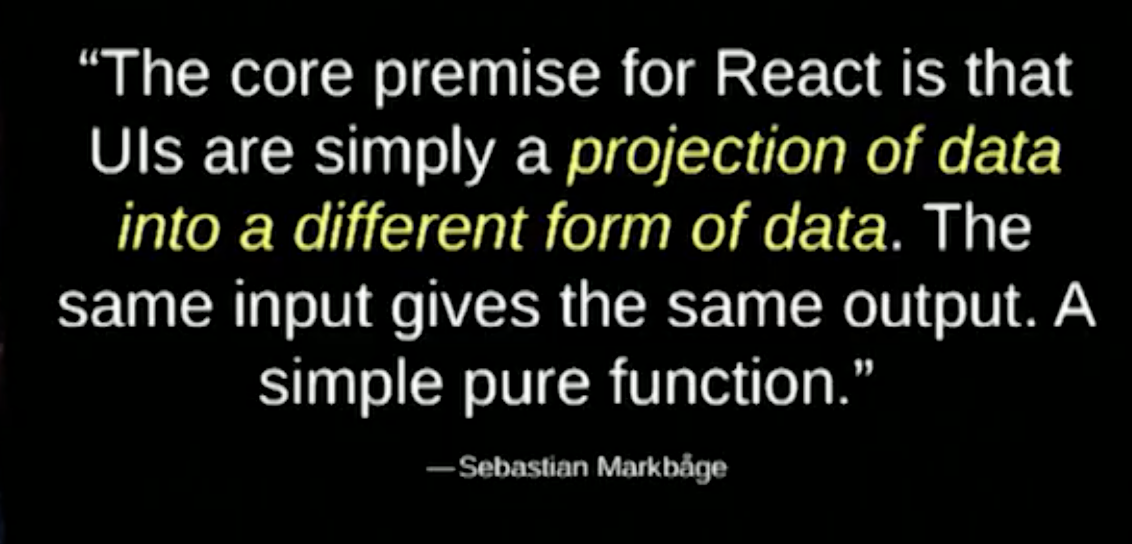 “The core premise for React is that
UIs are simply a projection of data
into a different form of data. The
same input gives the same output. A
simple pure function.”
—Sebastian Markbåge